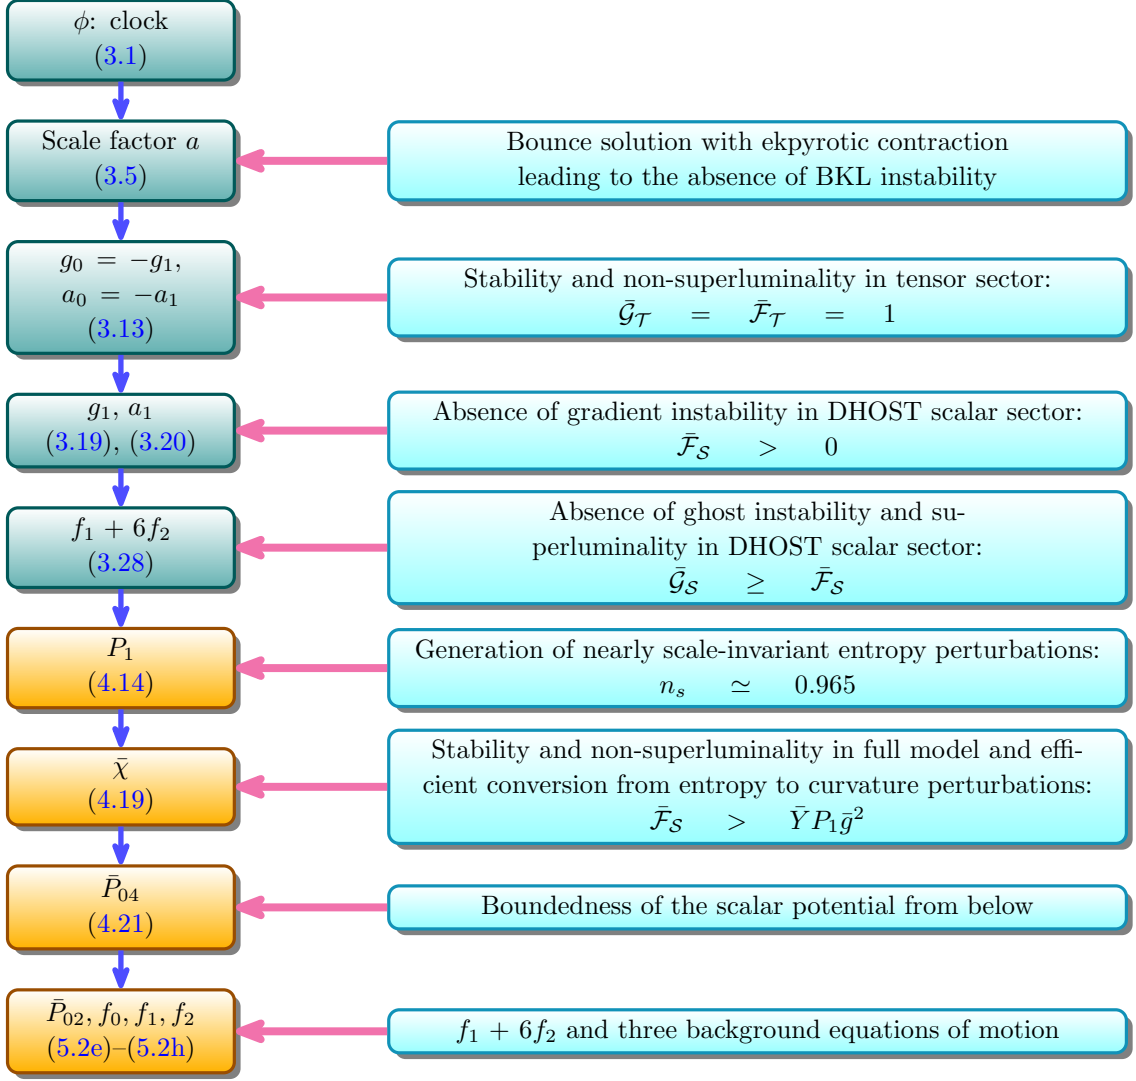 ϕ: clock
(3.1)
Scale factor a
(3.5)
Bounce solution with ekpyrotic contraction
leading to the absence of BKL instability
g₀ = −g₁,
a₀ = −a₁
(3.13)
Stability and non-superluminality in tensor sector:
𝒢̄_𝒯 = ℱ̄_𝒯 = 1
g₁, a₁
(3.19), (3.20)
Absence of gradient instability in DHOST scalar sector:
ℱ̄_𝒮 > 0
f₁ + 6f₂
(3.28)
Absence of ghost instability and su-
perluminality in DHOST scalar sector:
𝒢̄_𝒮 ≥ ℱ̄_𝒮
P₁
(4.14)
Generation of nearly scale-invariant entropy perturbations:
nₛ ≃ 0.965
χ̄
(4.19)
Stability and non-superluminality in full model and effi-
cient conversion from entropy to curvature perturbations:
ℱ̄_𝒮 > ȲP₁ḡ²
P̄₀₄
(4.21)
Boundedness of the scalar potential from below
P̄₀₂, f₀, f₁, f₂
(5.2e)–(5.2h)
f₁ + 6f₂ and three background equations of motion